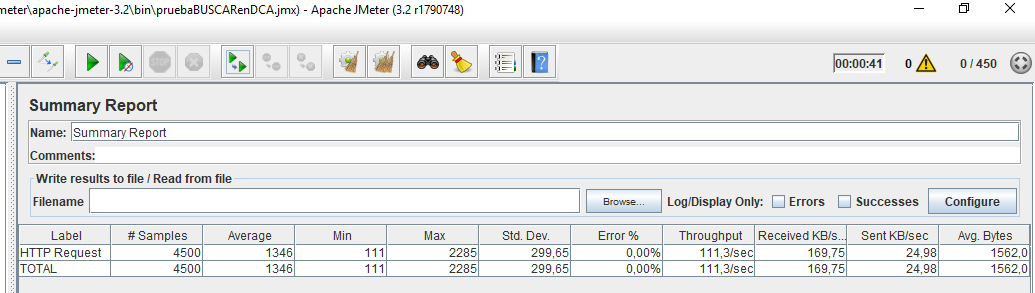 meter\apache-jmeter-3.2\bin\pruebaBUSCARenDCA.jmx) - Apache JMeter (3.2 r1790748)
STOP 00:00:41 0 0 / 450
Summary Report
Name: Summary Report
Comments:
Write results to file / Read from file
Filename Browse... Log/Display Only: Errors Successes Configure
Label # Samples Average Min Max Std. Dev. Error % Throughput Received KB/s... Sent KB/sec Avg. Bytes
HTTP Request 4500 1346 111 2285 299,65 0,00% 111,3/sec 169,75 24,98 1562,0
TOTAL 4500 1346 111 2285 299,65 0,00% 111,3/sec 169,75 24,98 1562,0